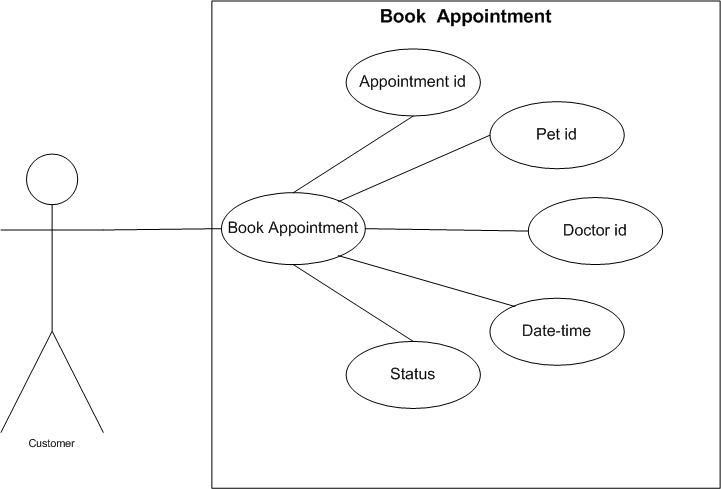 Book Appointment
Appointment id
Pet id
Book Appointment
Doctor id
Date-time
Status
Customer